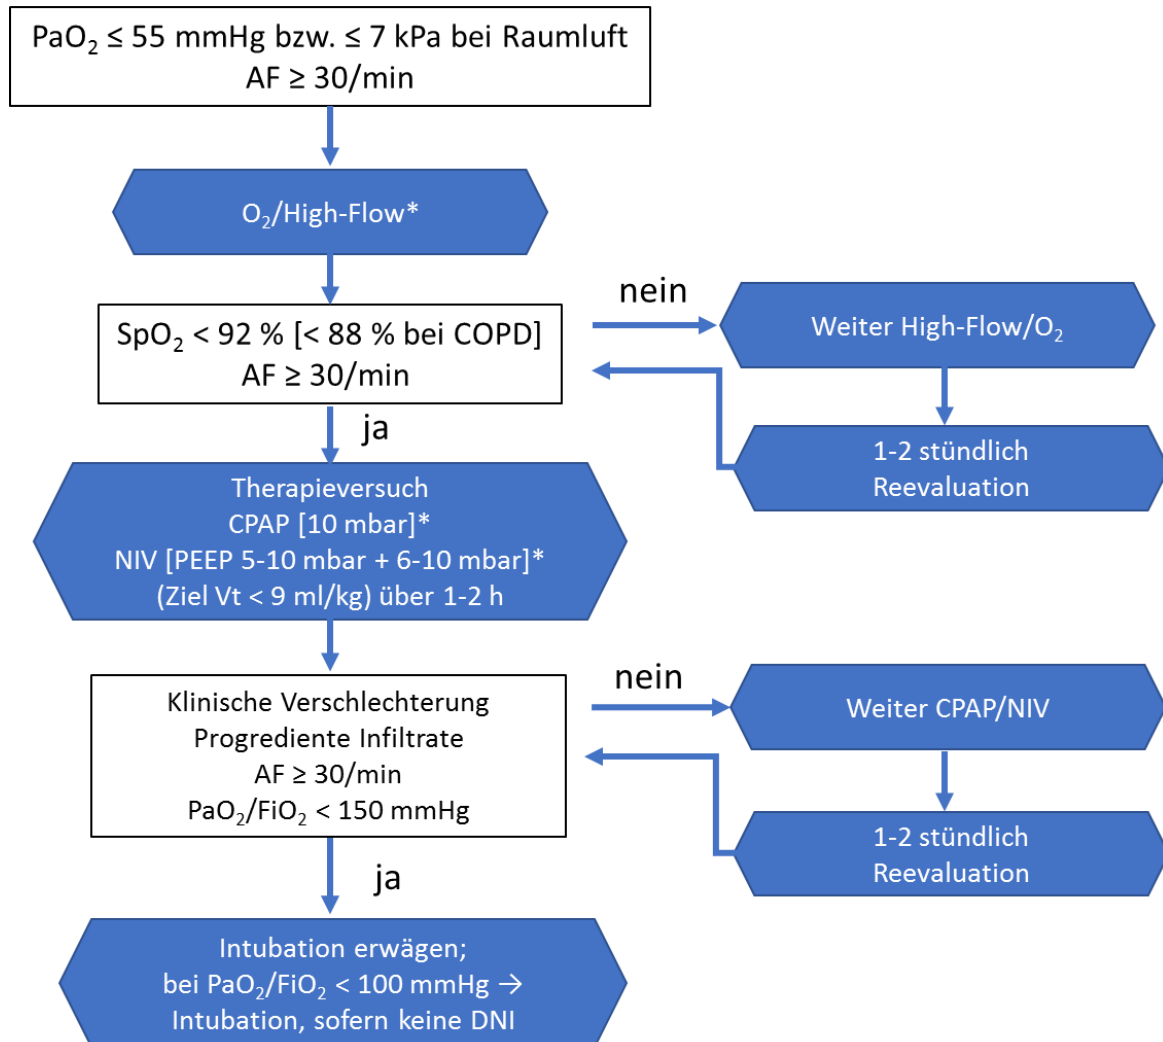 PaO₂ ≤ 55 mmHg bzw. ≤ 7 kPa bei Raumluft
AF ≥ 30/min
O₂/High-Flow*
SpO₂ < 92 % [< 88 % bei COPD]
AF ≥ 30/min
nein
Weiter High-Flow/O₂
1-2 stündlich
Reevaluation
ja
Therapieversuch
CPAP [10 mbar]*
NIV [PEEP 5-10 mbar + 6-10 mbar]*
(Ziel Vt < 9 ml/kg) über 1-2 h
Klinische Verschlechterung
Progrediente Infiltrate
AF ≥ 30/min
PaO₂/FiO₂ < 150 mmHg
nein
Weiter CPAP/NIV
1-2 stündlich
Reevaluation
ja
Intubation erwägen;
bei PaO₂/FiO₂ < 100 mmHg →
Intubation, sofern keine DNI